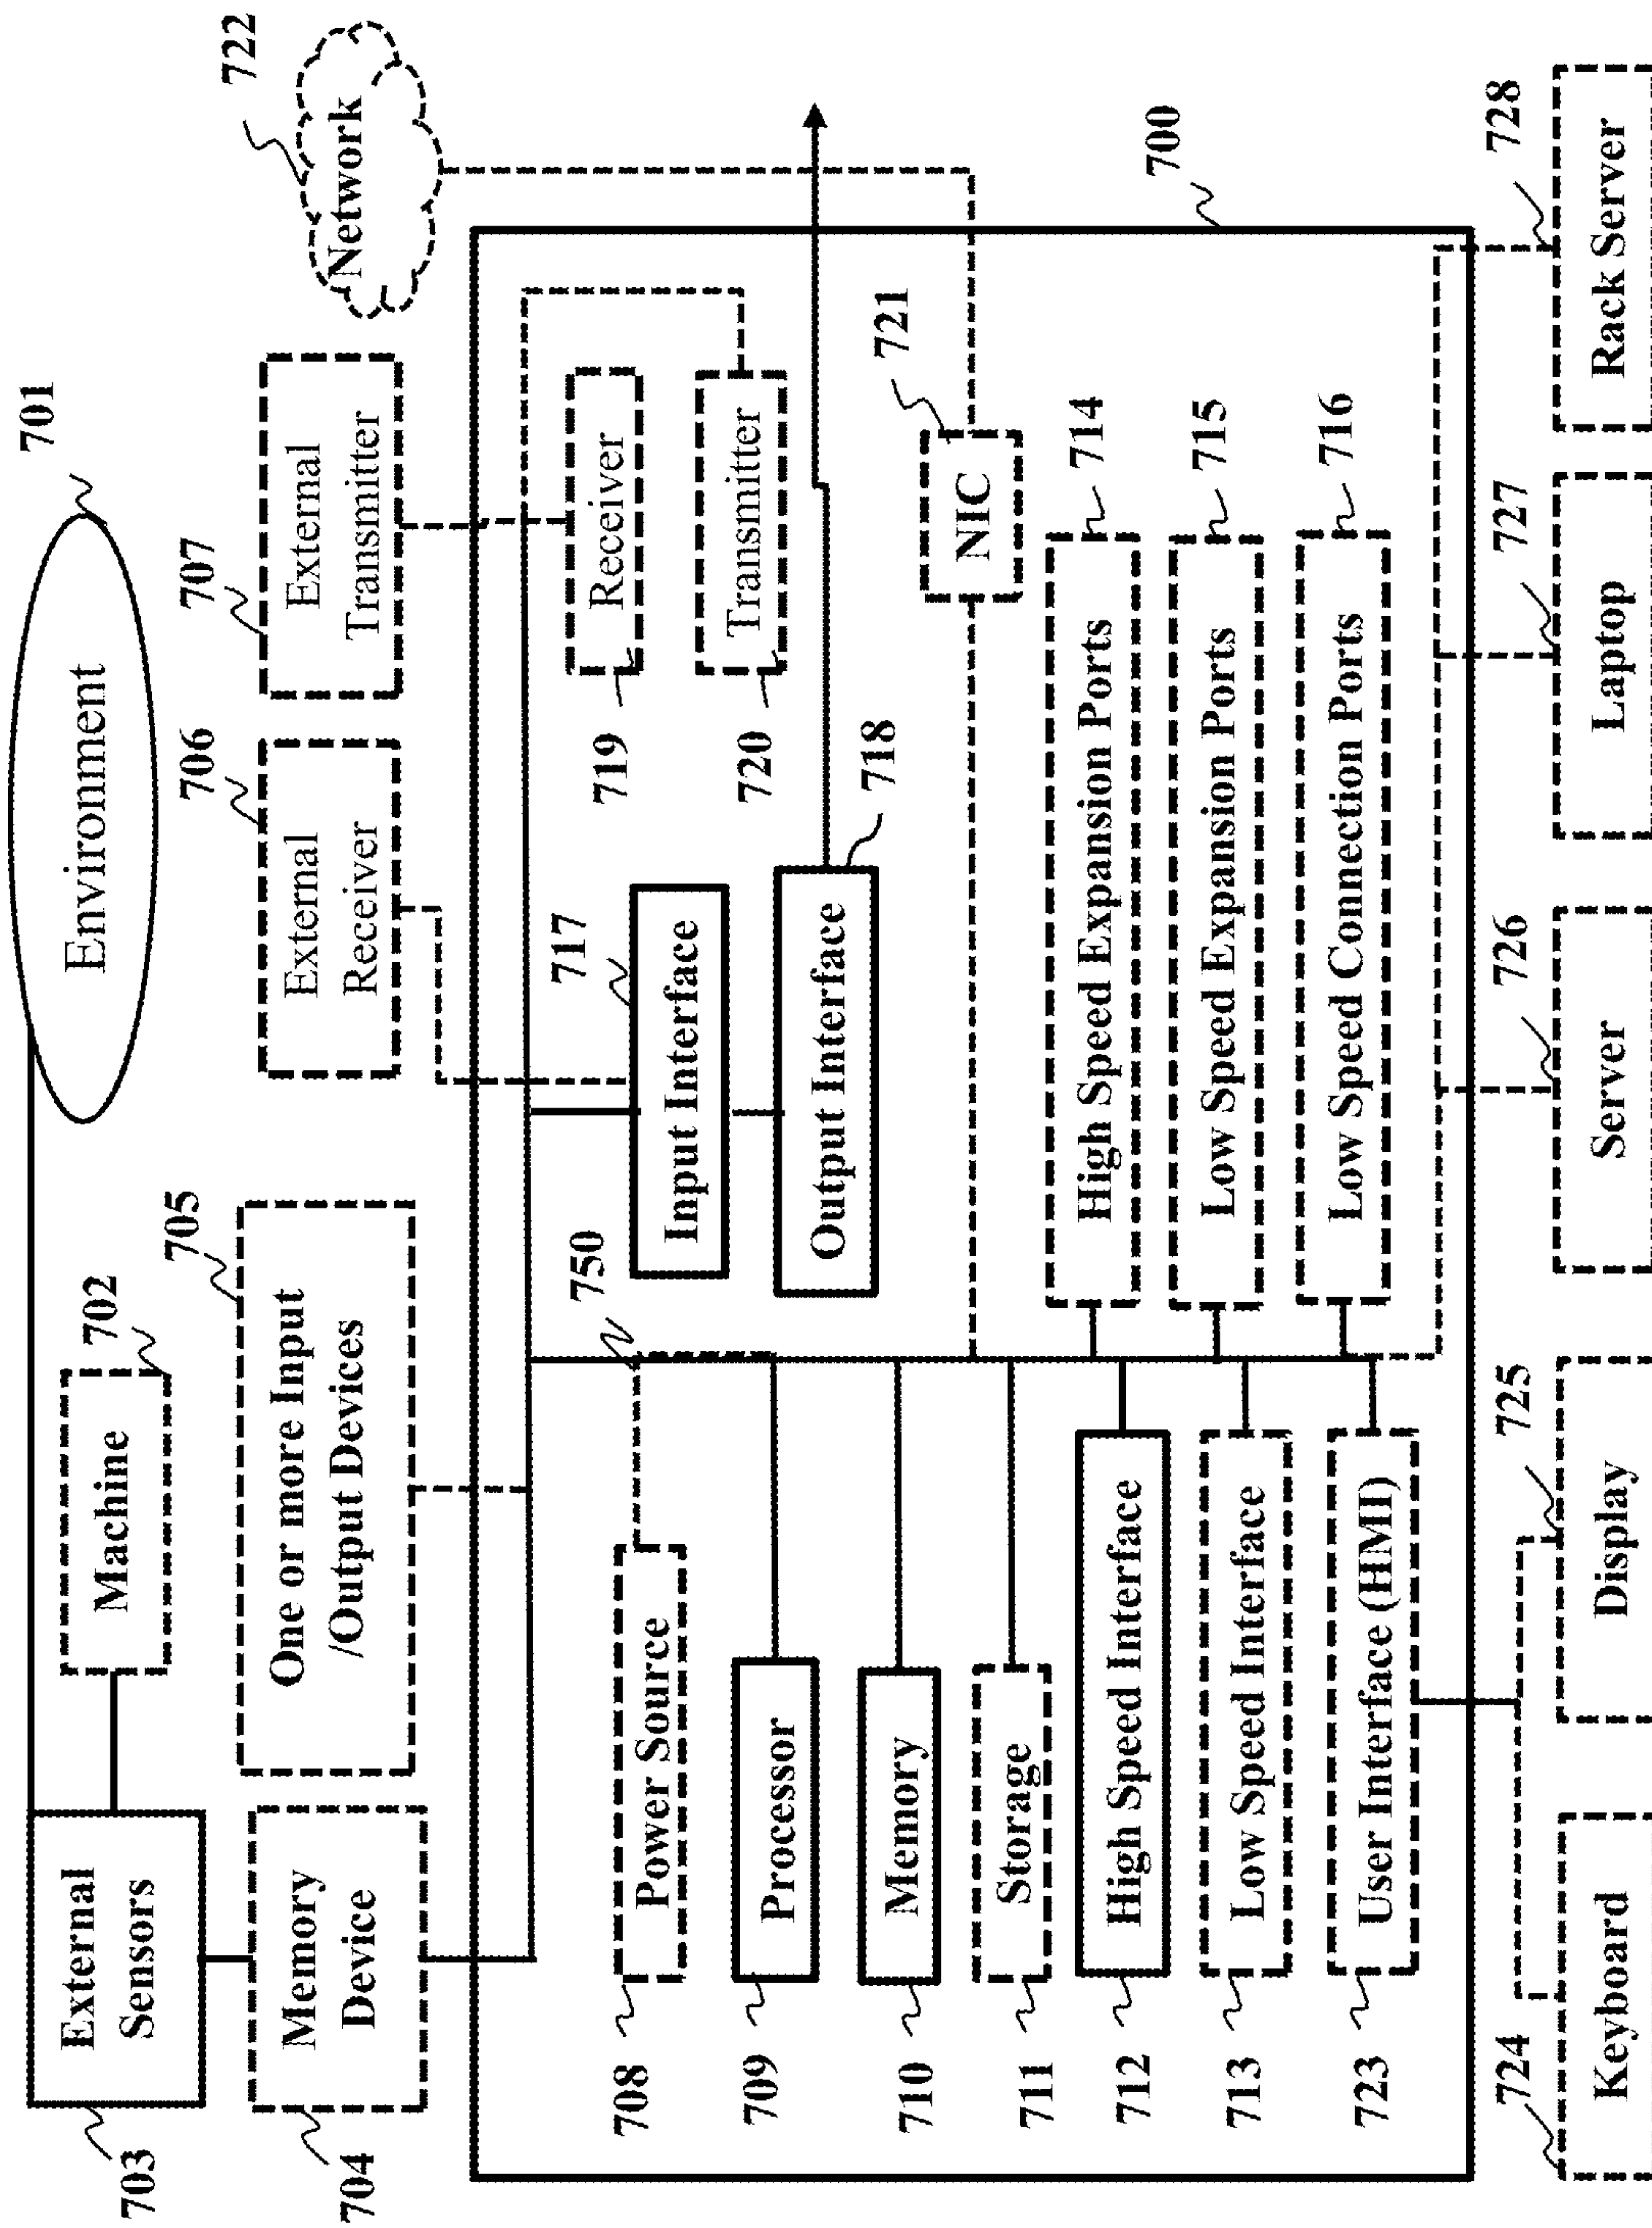 701
Environment
702
Machine
703
External
Sensors
704
Memory
Device
705
One or more Input
/Output Devices
706
External
Receiver
707
External
Transmitter
722
Network
700
750
708
Power Source
709
Processor
710
Memory
711
Storage
712
High Speed Interface
713
Low Speed Interface
723
User Interface (HMI)
717
Input Interface
718
Output Interface
719
Receiver
720
Transmitter
721
NIC
714
High Speed Expansion Ports
715
Low Speed Expansion Ports
716
Low Speed Connection Ports
724
Keyboard
725
Display
726
Server
727
Laptop
728
Rack Server